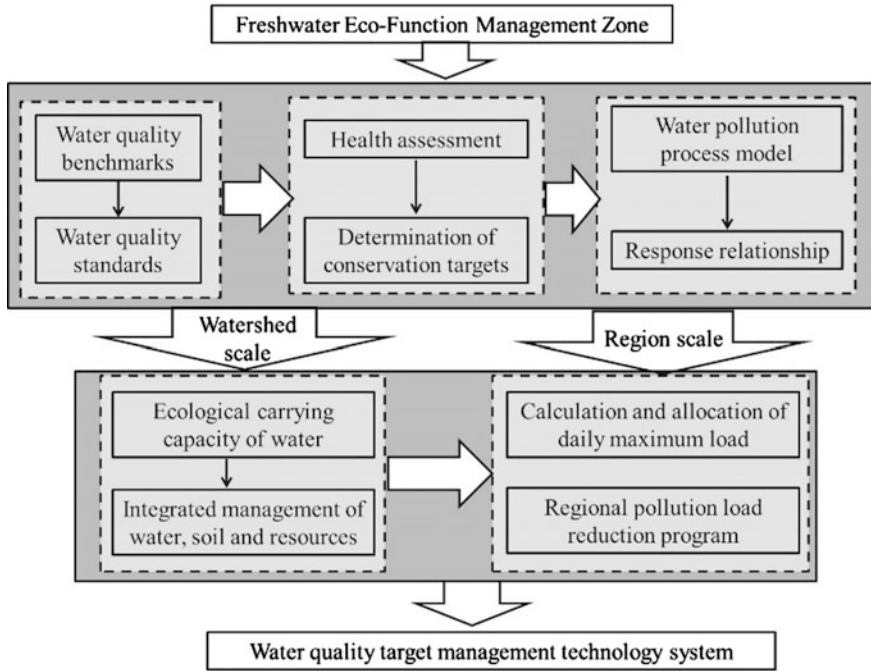 Freshwater Eco-Function Management Zone
Water quality
benchmarks
Water quality
standards
Health assessment
Determination of
conservation targets
Water pollution
process model
Response relationship
Watershed
scale
Region scale
Ecological carrying
capacity of water
Integrated management of
water, soil and resources
Calculation and allocation of
daily maximum load
Regional pollution load
reduction program
Water quality target management technology system